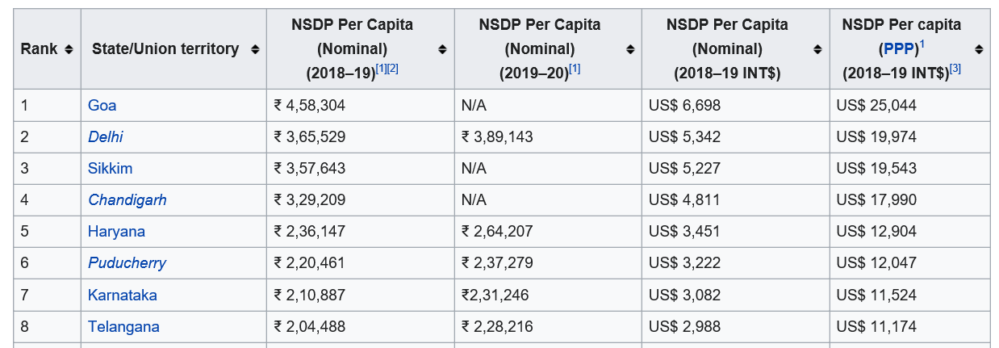 Rank State/Union territory NSDP Per Capita (Nominal) (2018–19)[1][2] NSDP Per Capita (Nominal) (2019–20)[1] NSDP Per Capita (Nominal) (2018–19 INT$) NSDP Per capita (PPP)1 (2018–19 INT$)[3]
1 Goa ₹ 4,58,304 N/A US$ 6,698 US$ 25,044
2 Delhi ₹ 3,65,529 ₹ 3,89,143 US$ 5,342 US$ 19,974
3 Sikkim ₹ 3,57,643 N/A US$ 5,227 US$ 19,543
4 Chandigarh ₹ 3,29,209 N/A US$ 4,811 US$ 17,990
5 Haryana ₹ 2,36,147 ₹ 2,64,207 US$ 3,451 US$ 12,904
6 Puducherry ₹ 2,20,461 ₹ 2,37,279 US$ 3,222 US$ 12,047
7 Karnataka ₹ 2,10,887 ₹2,31,246 US$ 3,082 US$ 11,524
8 Telangana ₹ 2,04,488 ₹ 2,28,216 US$ 2,988 US$ 11,174